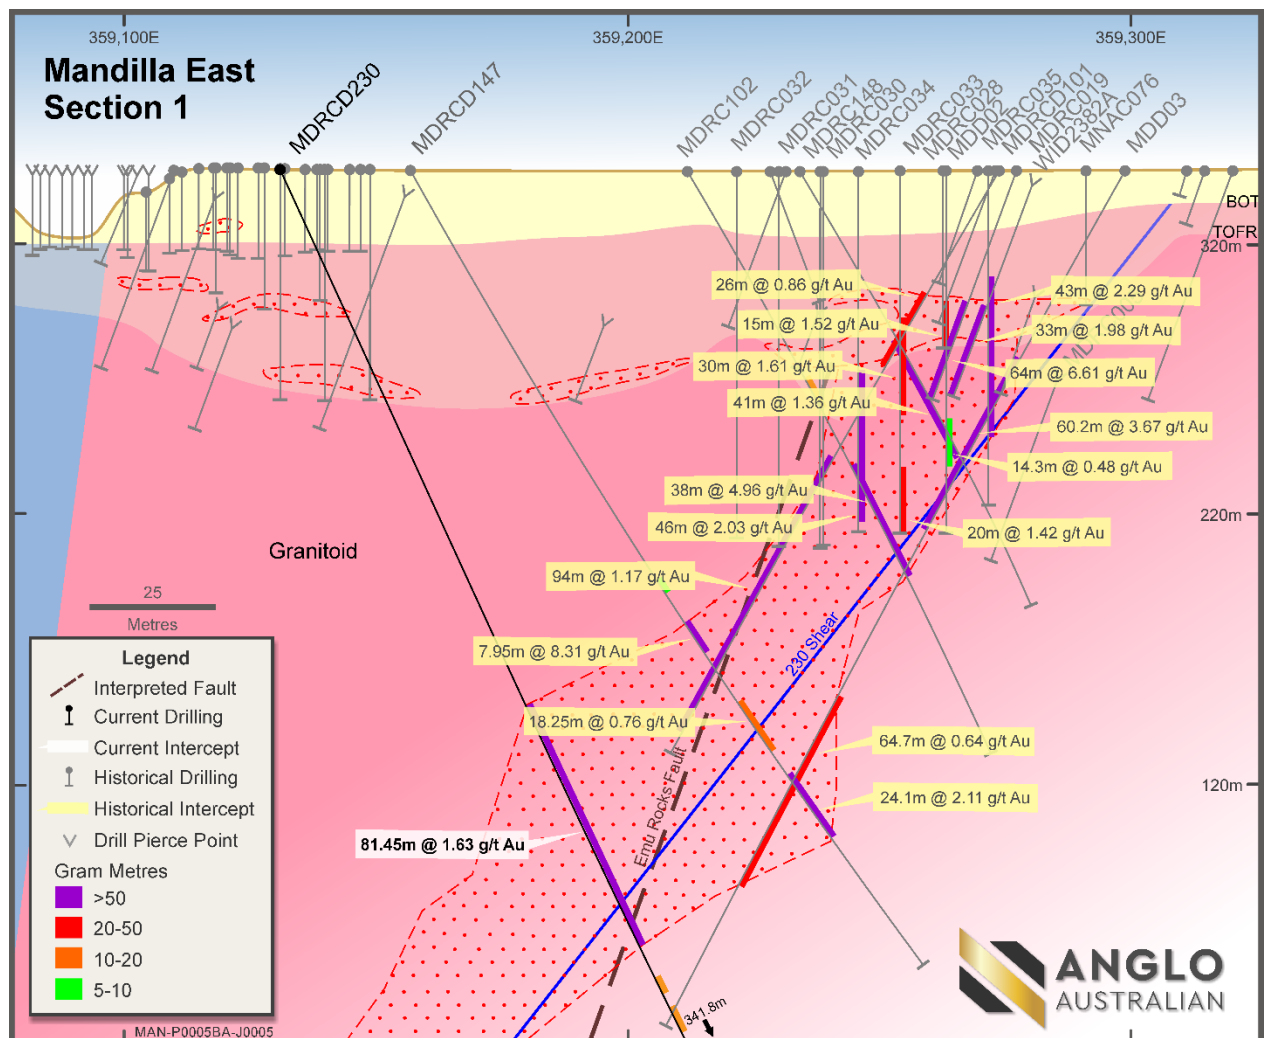 359,100E
359,200E
359,300E
Mandilla East
Section 1
MDRCD230
MDRCD147
MDRC102
MDRC032
MDRC031
MDRC148
MDRC030
MDRC034
MDRC033
MDRC028
MDD02
MDRC035
MDRCD101
MDRC019
WID2382A
MNAC076
MDD03
BOT
TOFR
320m
26m @ 0.86 g/t Au
43m @ 2.29 g/t Au
15m @ 1.52 g/t Au
33m @ 1.98 g/t Au
30m @ 1.61 g/t Au
64m @ 6.61 g/t Au
41m @ 1.36 g/t Au
60.2m @ 3.67 g/t Au
14.3m @ 0.48 g/t Au
38m @ 4.96 g/t Au
220m
46m @ 2.03 g/t Au
20m @ 1.42 g/t Au
Granitoid
94m @ 1.17 g/t Au
25
Metres
230 Shear
7.95m @ 8.31 g/t Au
18.25m @ 0.76 g/t Au
64.7m @ 0.64 g/t Au
Emu Rocks Fault
120m
24.1m @ 2.11 g/t Au
81.45m @ 1.63 g/t Au
Legend
Interpreted Fault
Current Drilling
Current Intercept
Historical Drilling
Historical Intercept
Drill Pierce Point
Gram Metres
>50
20-50
10-20
5-10
341.8m
ANGLO
AUSTRALIAN
MAN-P0005BA-J0005